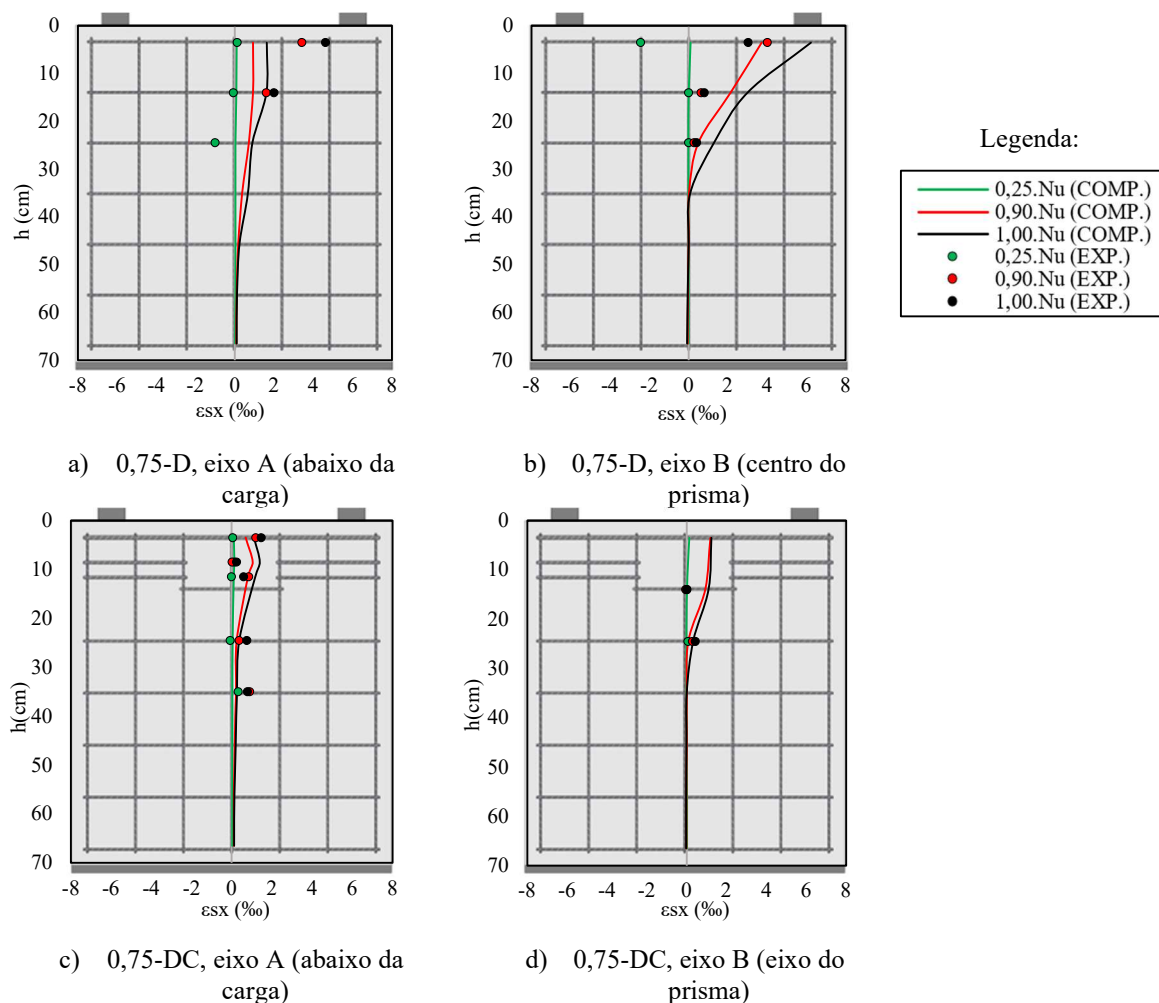 0
10
20
30
40
50
60
70
h (cm)
-8 -6 -4 -2 0 2 4 6 8
εsx (‰)
a) 0,75-D, eixo A (abaixo da
carga)
0
10
20
30
40
50
60
70
h (cm)
-8 -6 -4 -2 0 2 4 6 8
εsx (‰)
b) 0,75-D, eixo B (centro do
prisma)
Legenda:
0,25.Nu (COMP.)
0,90.Nu (COMP.)
1,00.Nu (COMP.)
0,25.Nu (EXP.)
0,90.Nu (EXP.)
1,00.Nu (EXP.)
0
10
20
30
40
50
60
70
h(cm)
-8 -6 -4 -2 0 2 4 6 8
εsx (‰)
c) 0,75-DC, eixo A (abaixo da
carga)
0
10
20
30
40
50
60
70
h(cm)
-8 -6 -4 -2 0 2 4 6 8
εsx (‰)
d) 0,75-DC, eixo B (eixo do
prisma)